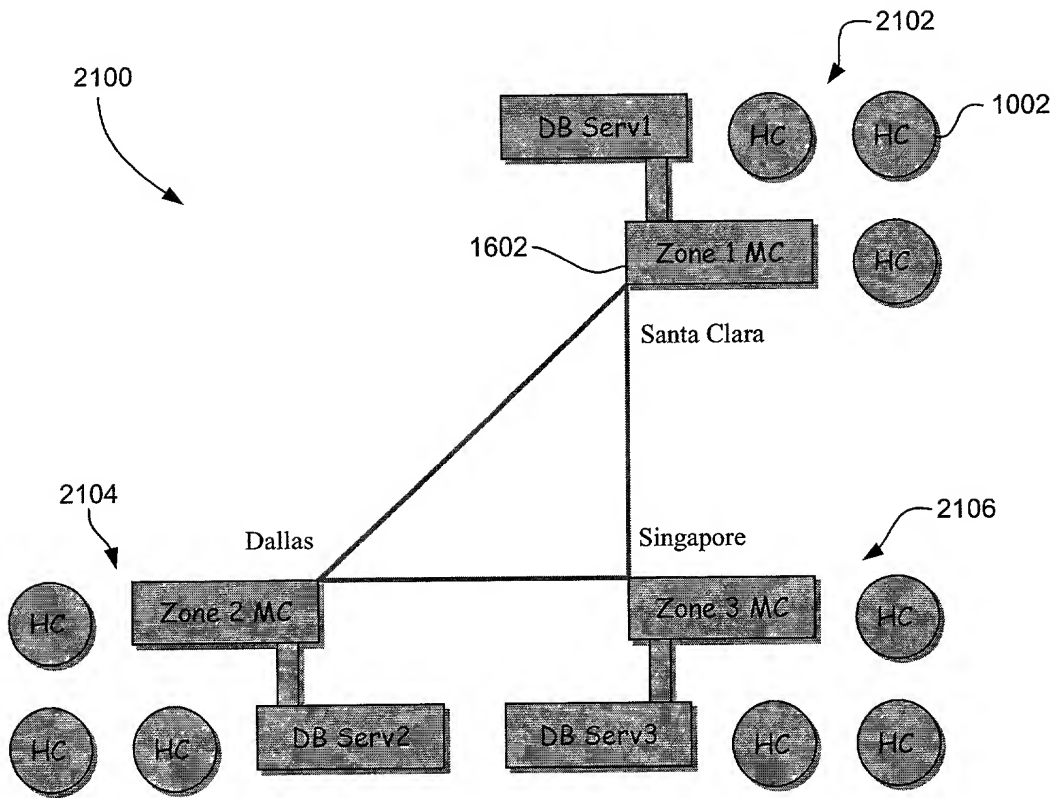 2102
2100
1002
DB Serv1
HC
HC
1602
Zone 1 MC
HC
Santa Clara
2104
2106
Dallas
Singapore
HC
Zone 2 MC
Zone 3 MC
HC
HC
HC
DB Serv2
DB Serv3
HC
HC